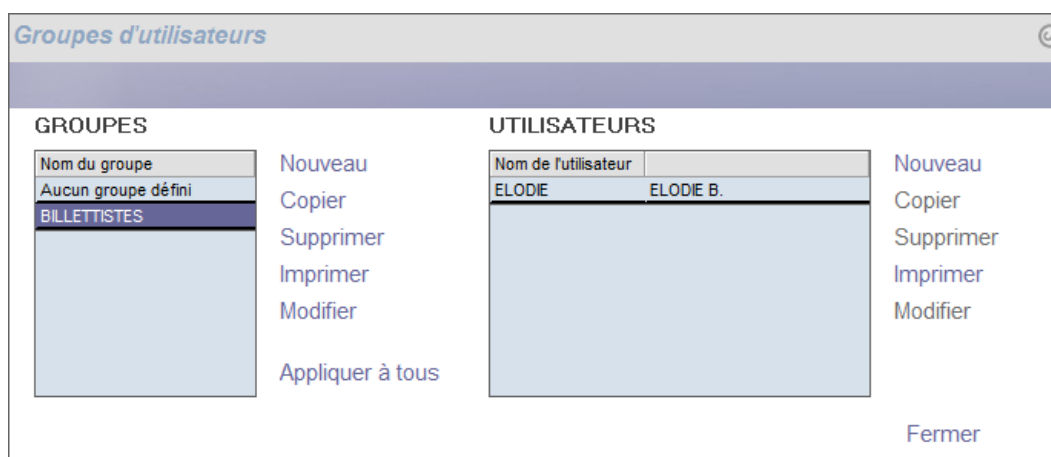 Groupes d'utilisateurs
GROUPES
Nom du groupe
Aucun groupe défini
BILLETTISTES
Nouveau
Copier
Supprimer
Imprimer
Modifier
Appliquer à tous
UTILISATEURS
Nom de l'utilisateur
ELODIE ELODIE B.
Nouveau
Copier
Supprimer
Imprimer
Modifier
Fermer